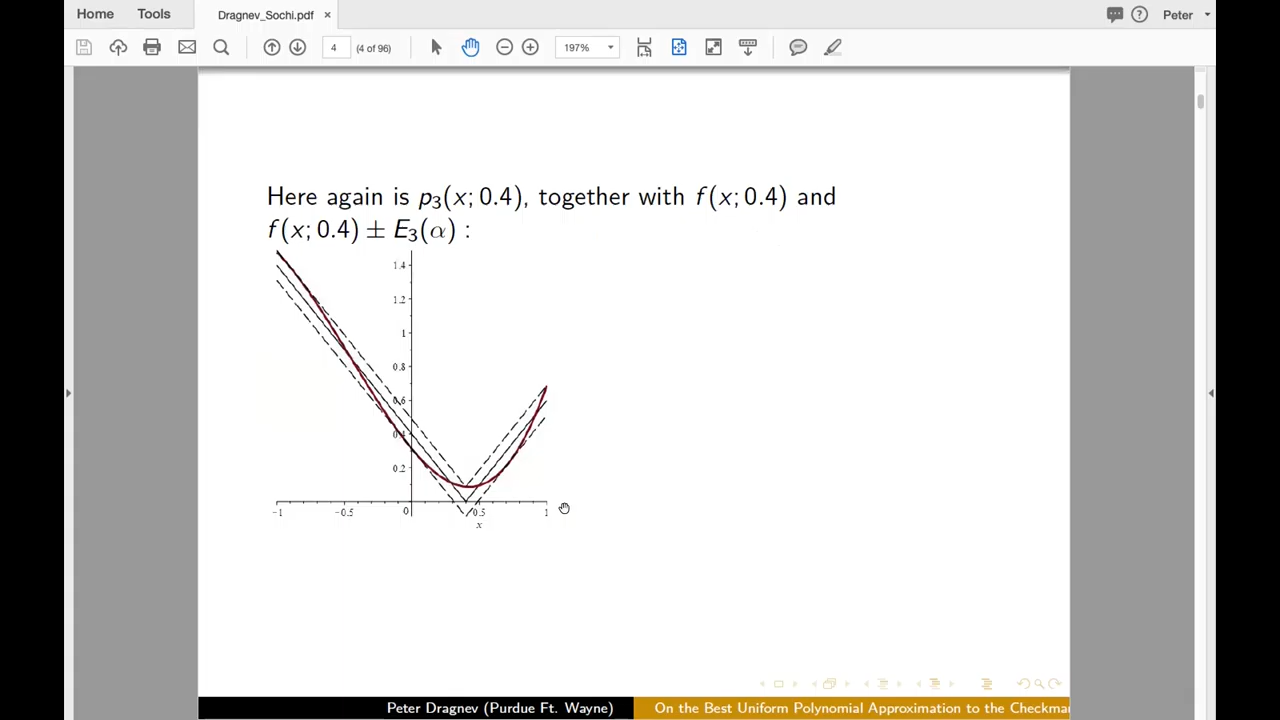 Home Tools Dragnev_Sochi.pdf × Peter
4 (4 of 96) 197%
Here again is p₃(x; 0.4), together with f(x; 0.4) and
f(x; 0.4) ± E₃(α) :
1.4
1.2
1
0.8
0.6
0.4
0.2
−1 −0.5 0 0.5 1
x
Peter Dragnev (Purdue Ft. Wayne) On the Best Uniform Polynomial Approximation to the Checkma